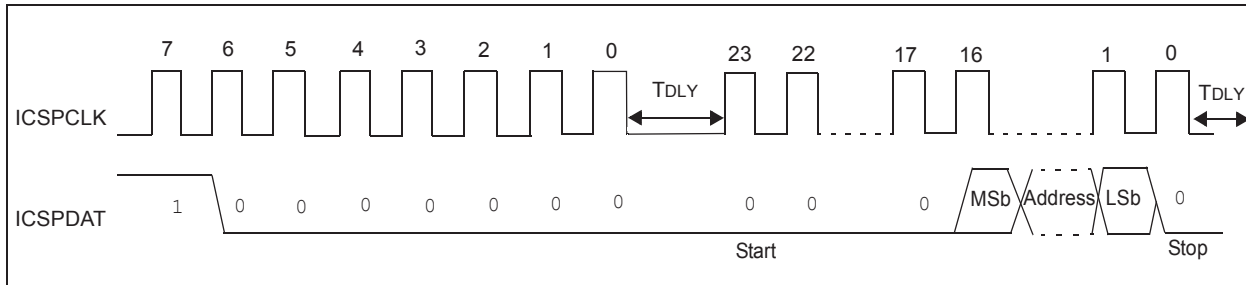 7 6 5 4 3 2 1 0 23 22 17 16 1 0
TDLY TDLY
ICSPCLK
1 0 0 0 0 0 0 0 0 0 0 MSb Address LSb 0
ICSPDAT
Start Stop